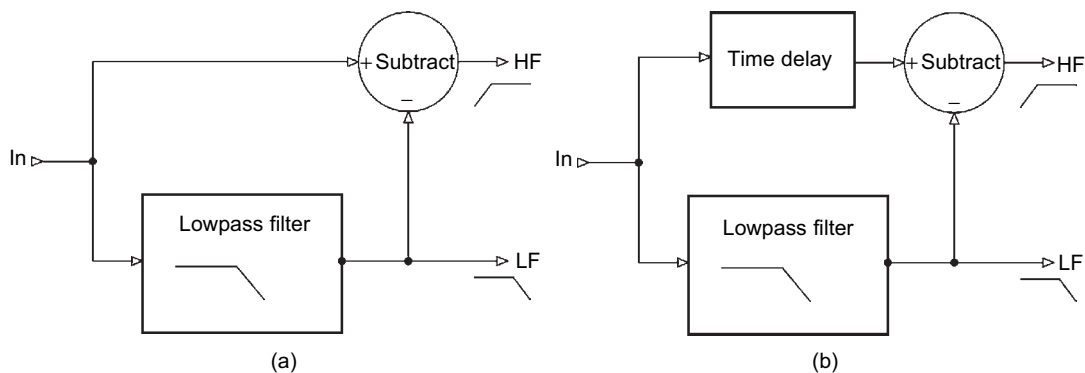 + Subtract
−
HF
In
Lowpass filter
LF
(a)
Time delay
+ Subtract
−
HF
In
Lowpass filter
LF
(b)